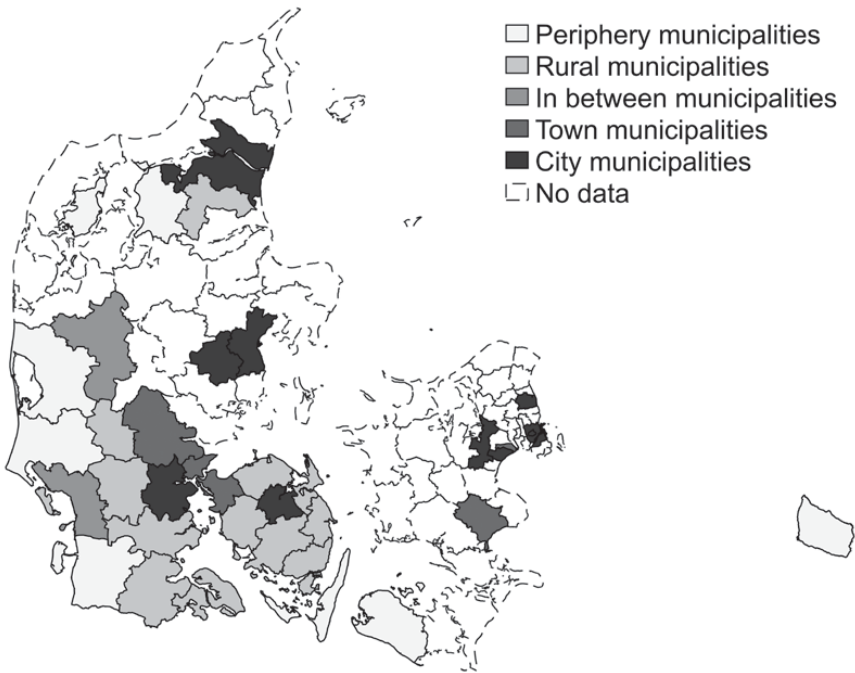 Periphery municipalities
Rural municipalities
In between municipalities
Town municipalities
City municipalities
No data